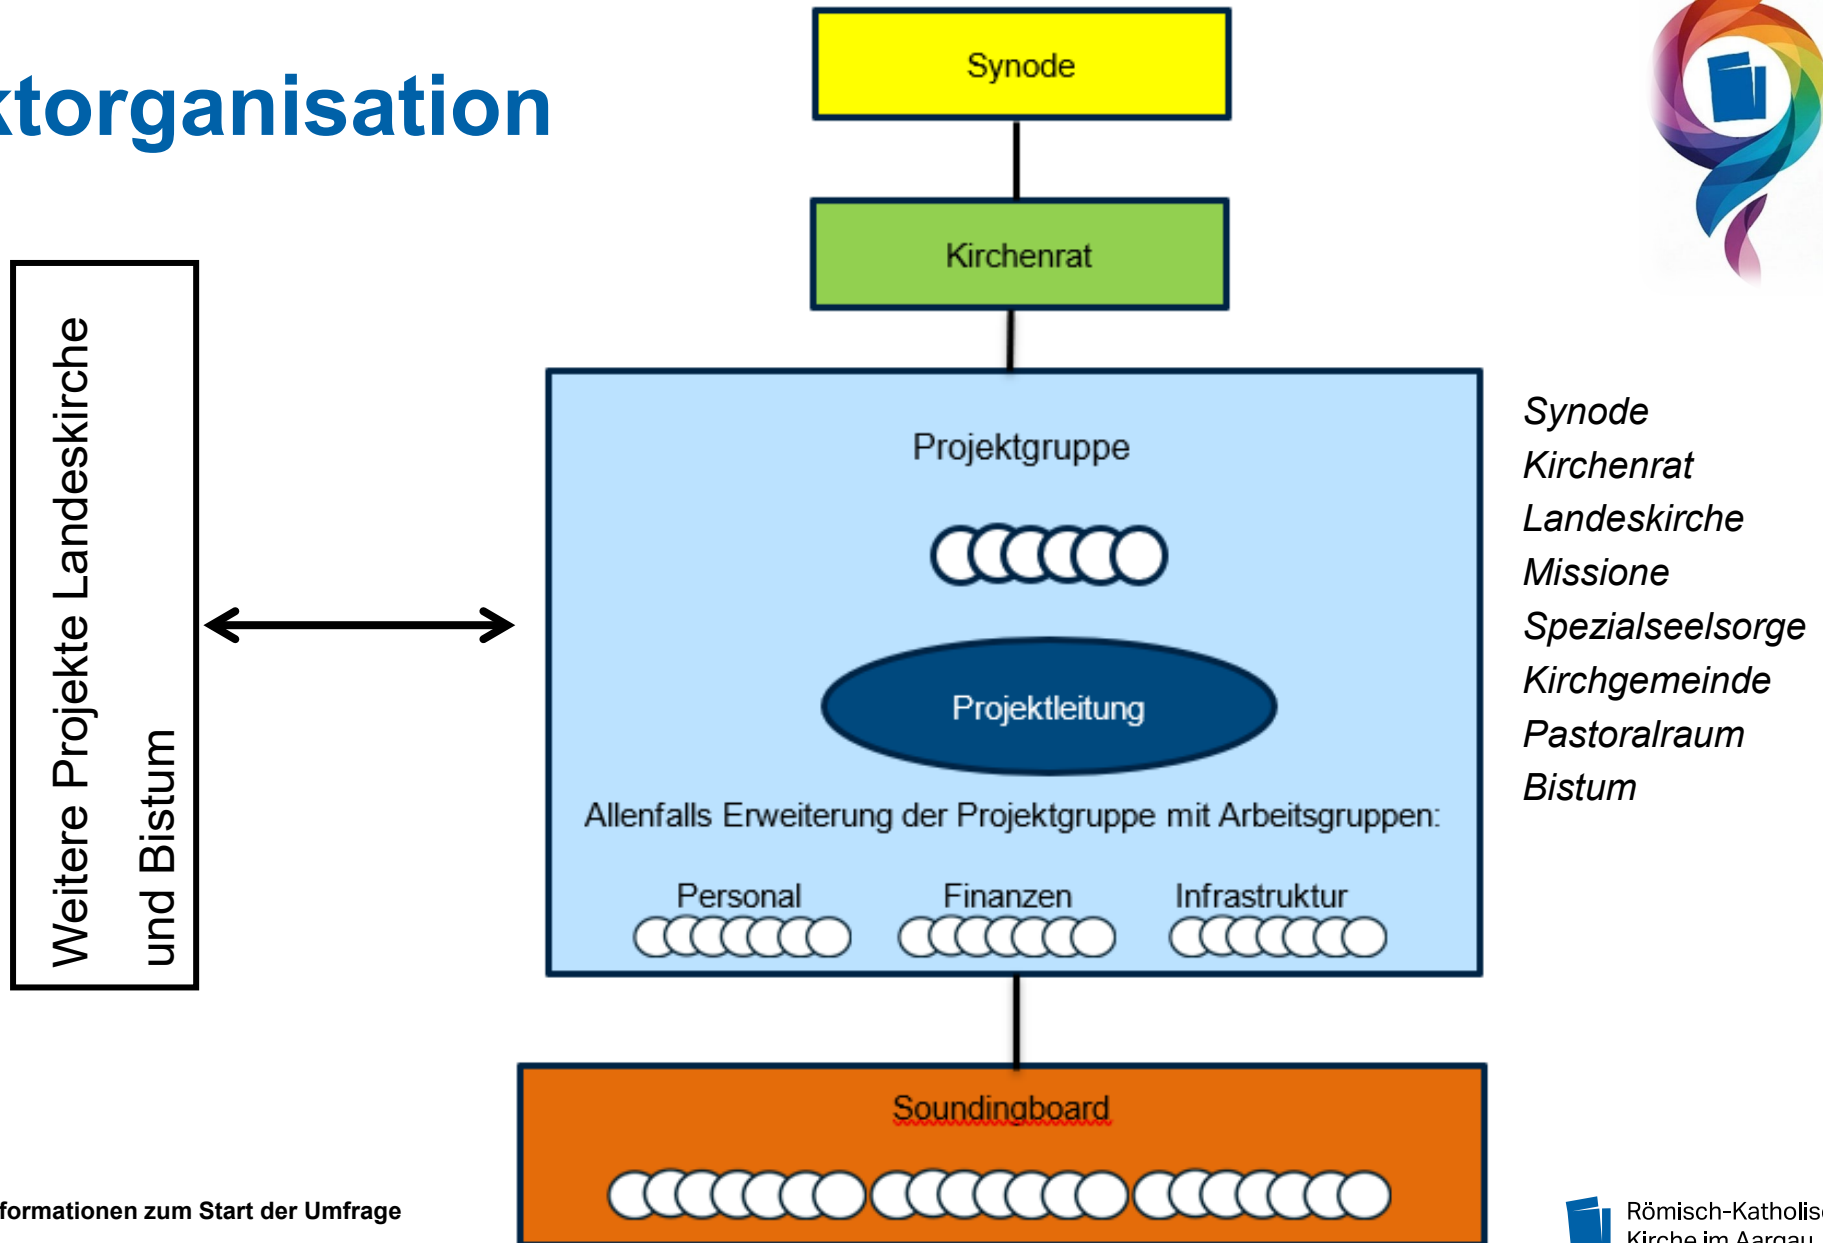 ktorganisation
Synode
Kirchenrat
Weitere Projekte Landeskirche
und Bistum
Projektgruppe
Projektleitung
Allenfalls Erweiterung der Projektgruppe mit Arbeitsgruppen:
Personal Finanzen Infrastruktur
Synode
Kirchenrat
Landeskirche
Missione
Spezialseelsorge
Kirchgemeinde
Pastoralraum
Bistum
Soundingboard
formationen zum Start der Umfrage
Römisch-Katholis
Kirche im Aargau